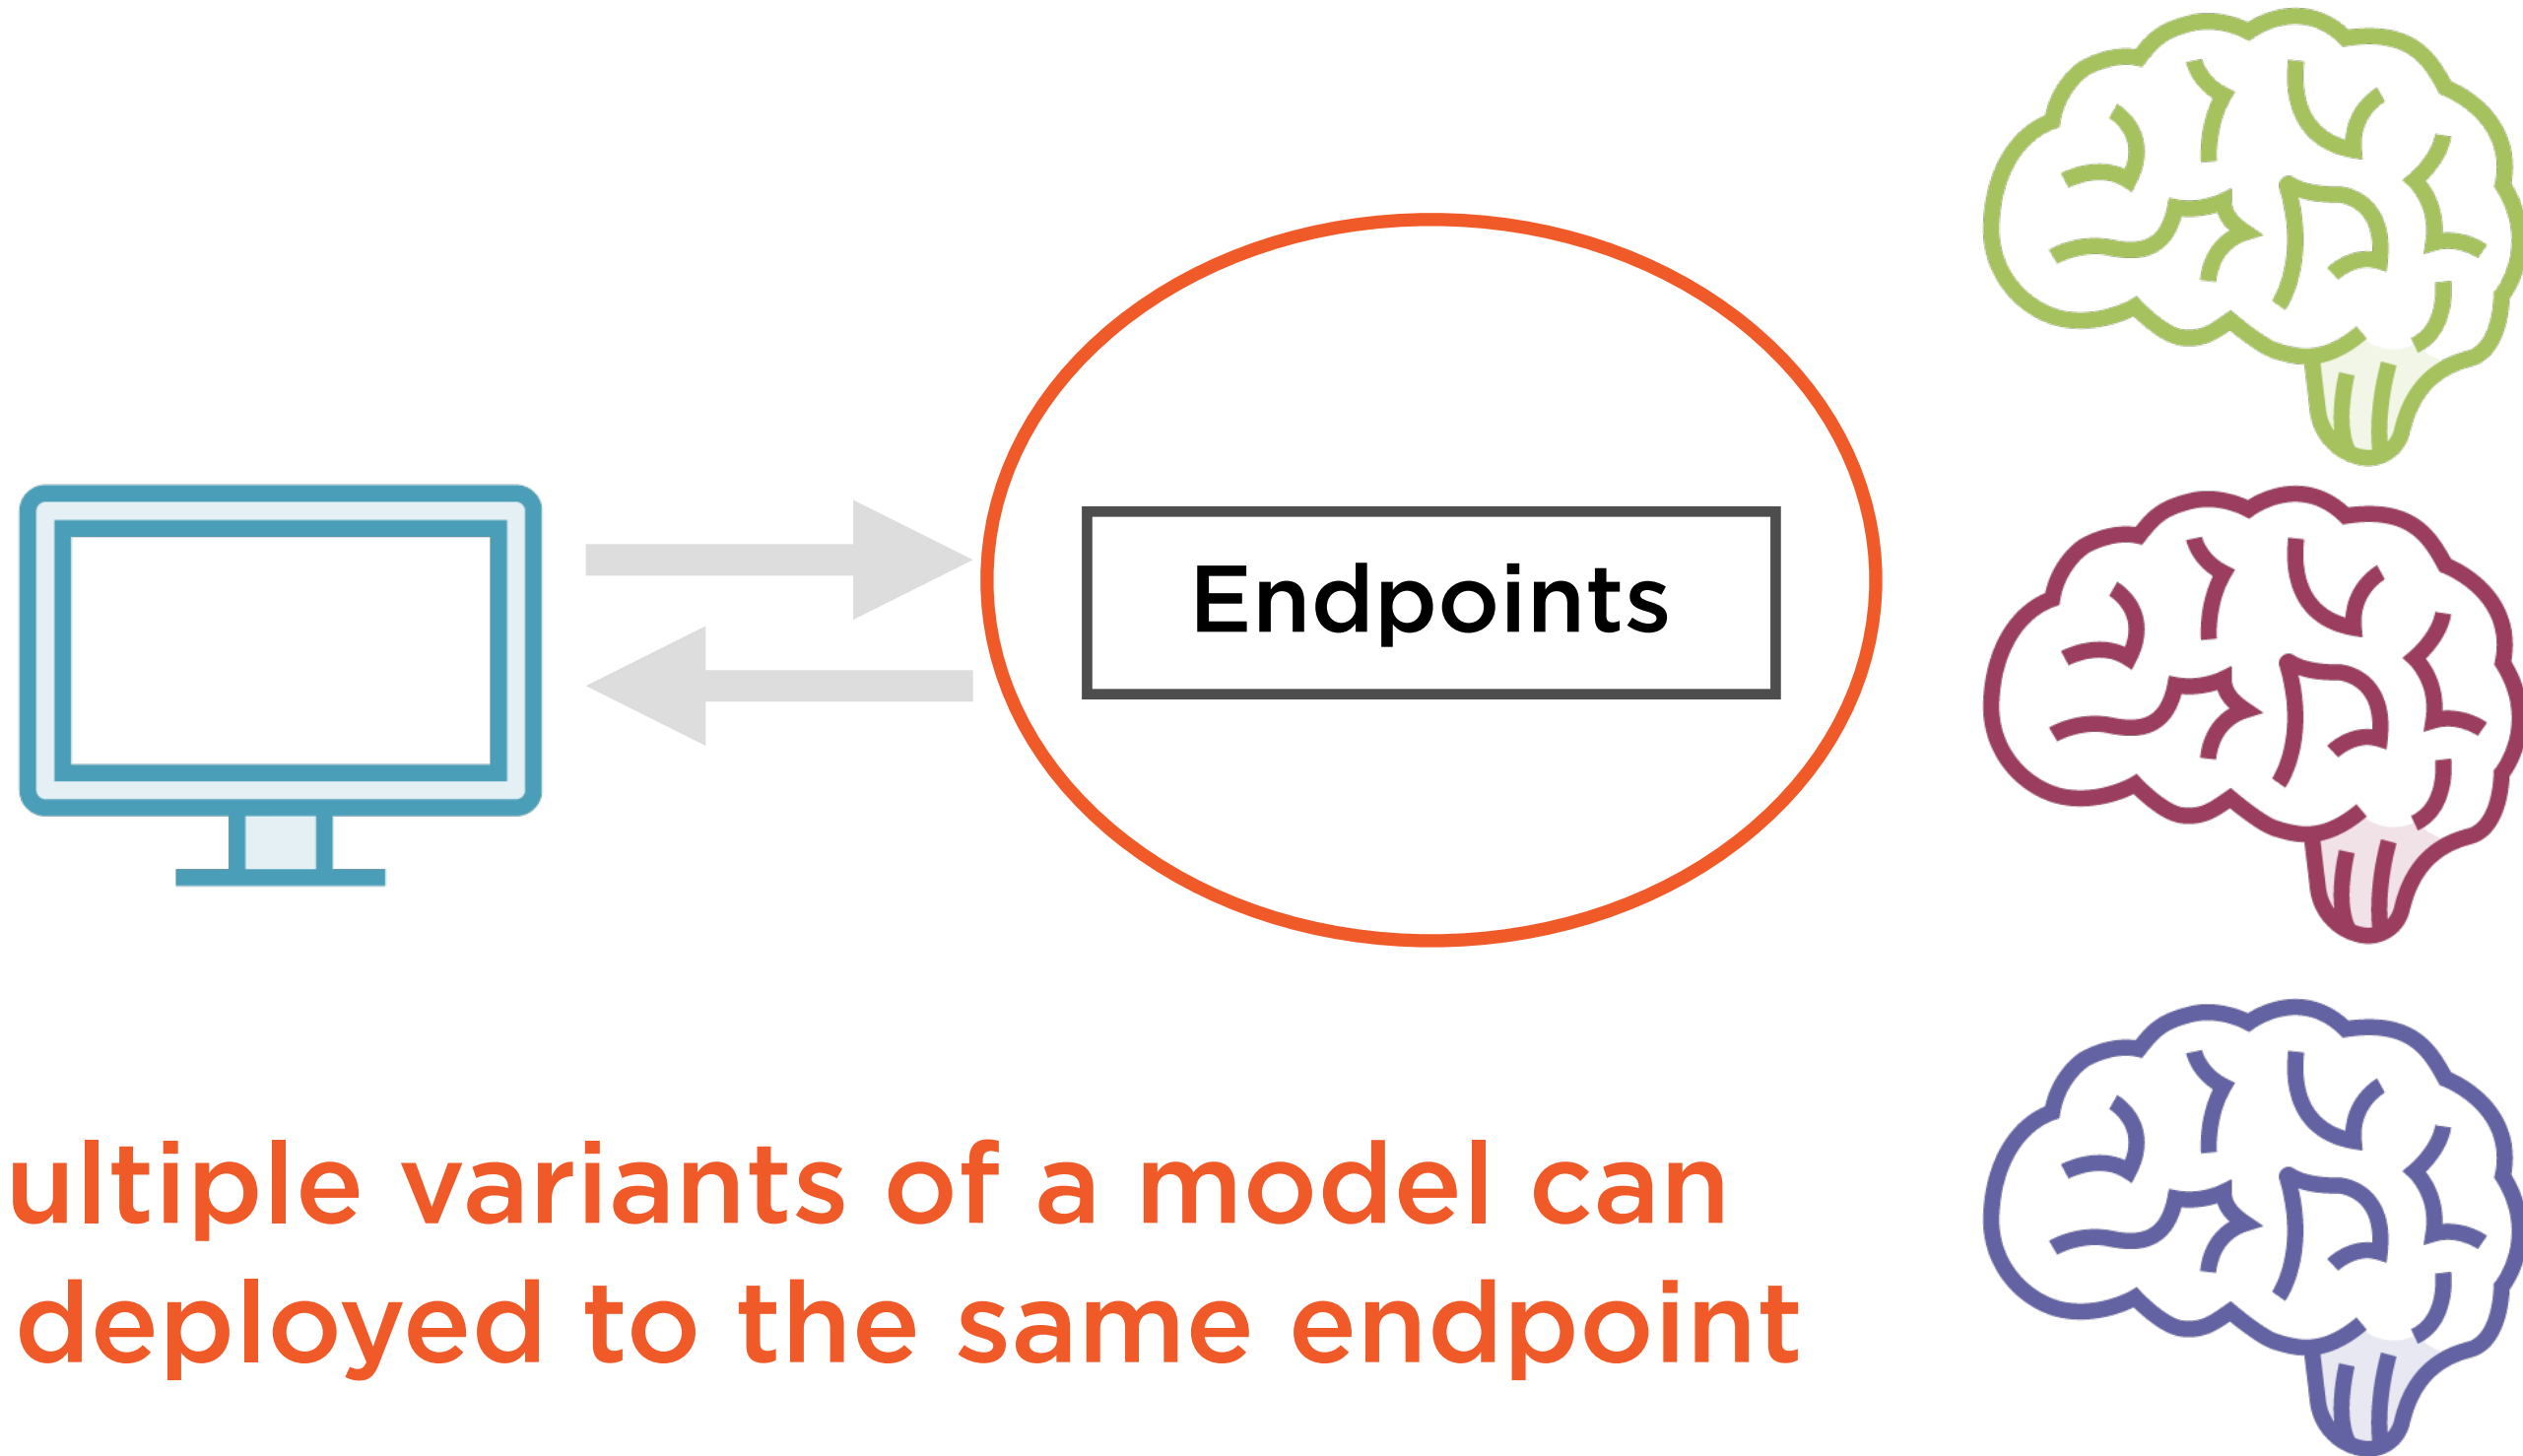 Endpoints
ultiple variants of a model can
deployed to the same endpoint